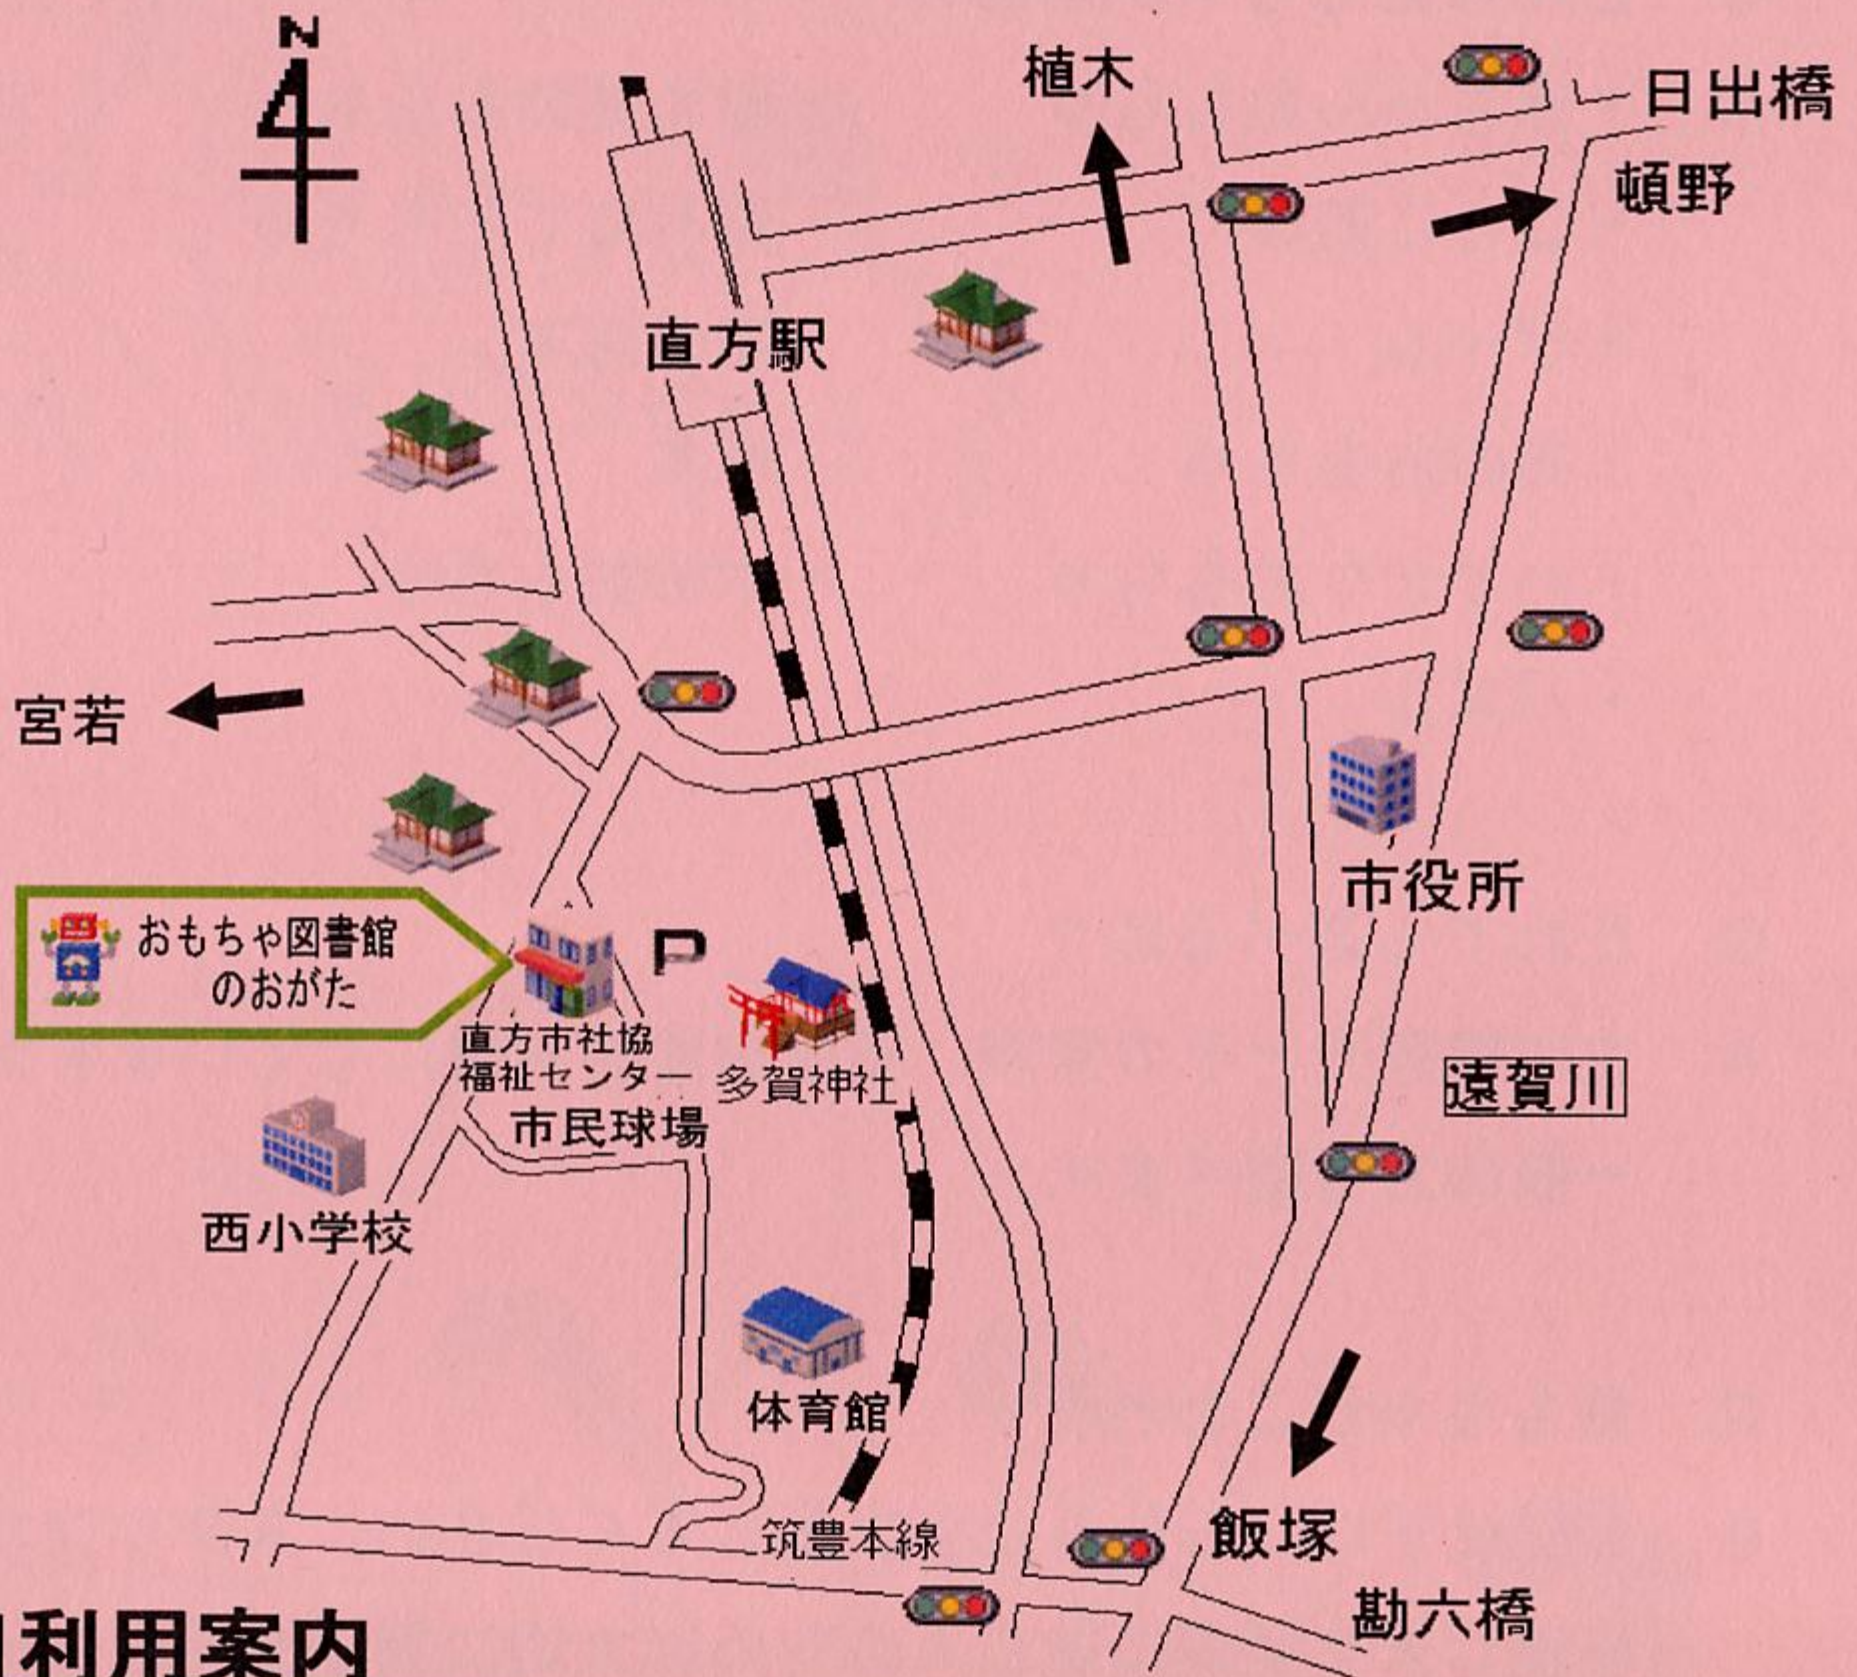 N
植木
日出橋
頓野
直方駅
宮若
市役所
おもちゃ図書館
のおがた
P
直方市社協
福祉センター
多賀神社
市民球場
遠賀川
西小学校
体育館
筑豊本線
飯塚
勘六橋
利用案内